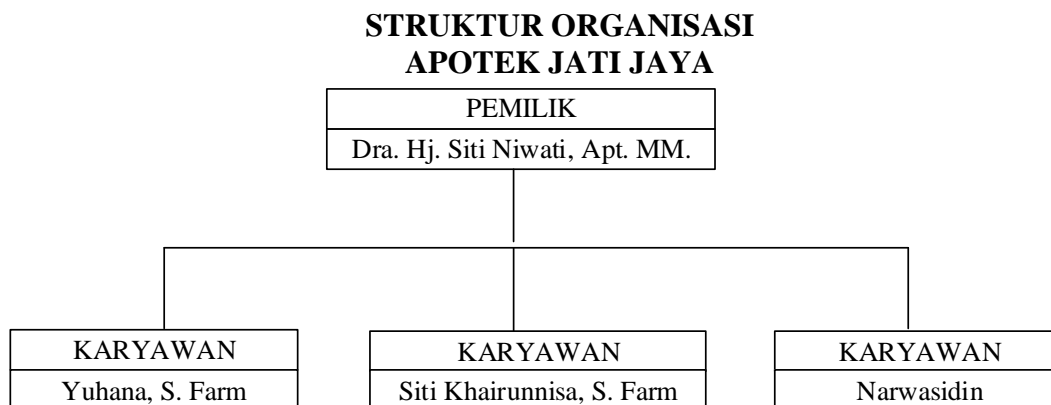 STRUKTUR ORGANISASI
APOTEK JATI JAYA
PEMILIK
Dra. Hj. Siti Niwati, Apt. MM.
KARYAWAN
Yuhana, S. Farm
KARYAWAN
Siti Khairunnisa, S. Farm
KARYAWAN
Narwasidin